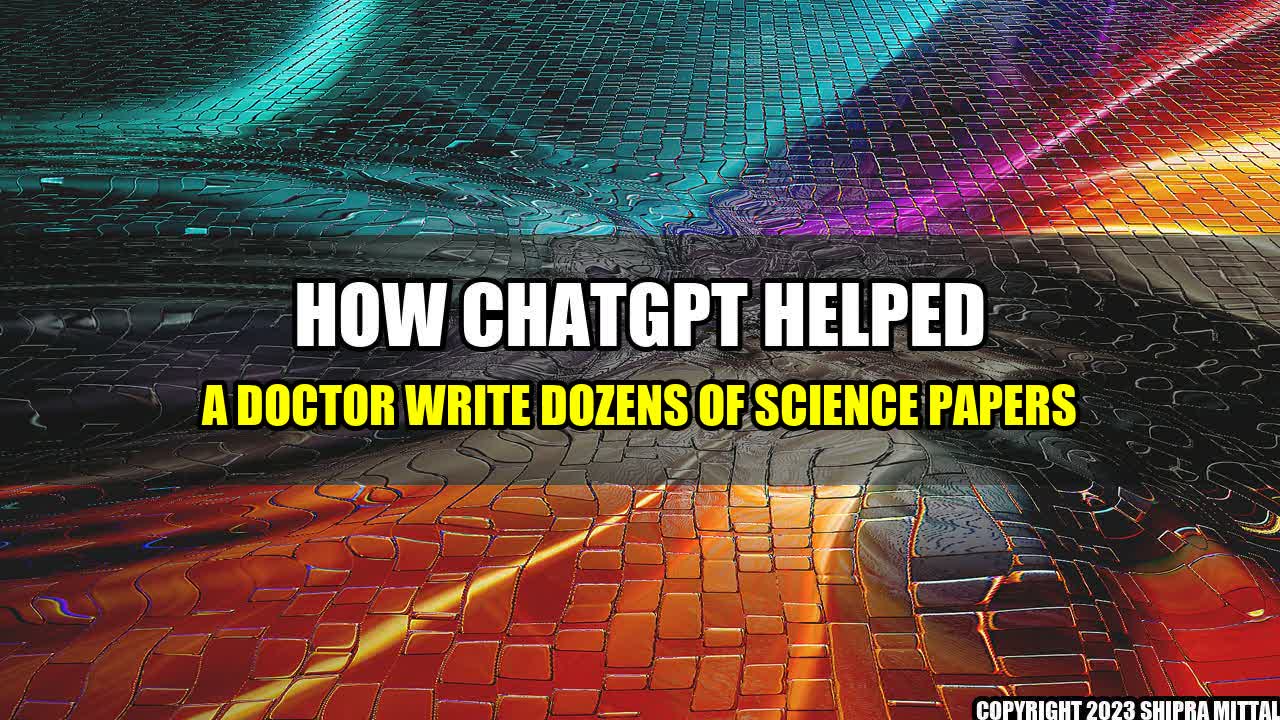 HOW CHATGPT HELPED
A DOCTOR WRITE DOZENS OF SCIENCE PAPERS
COPYRIGHT 2023 SHIPRA MITTAL